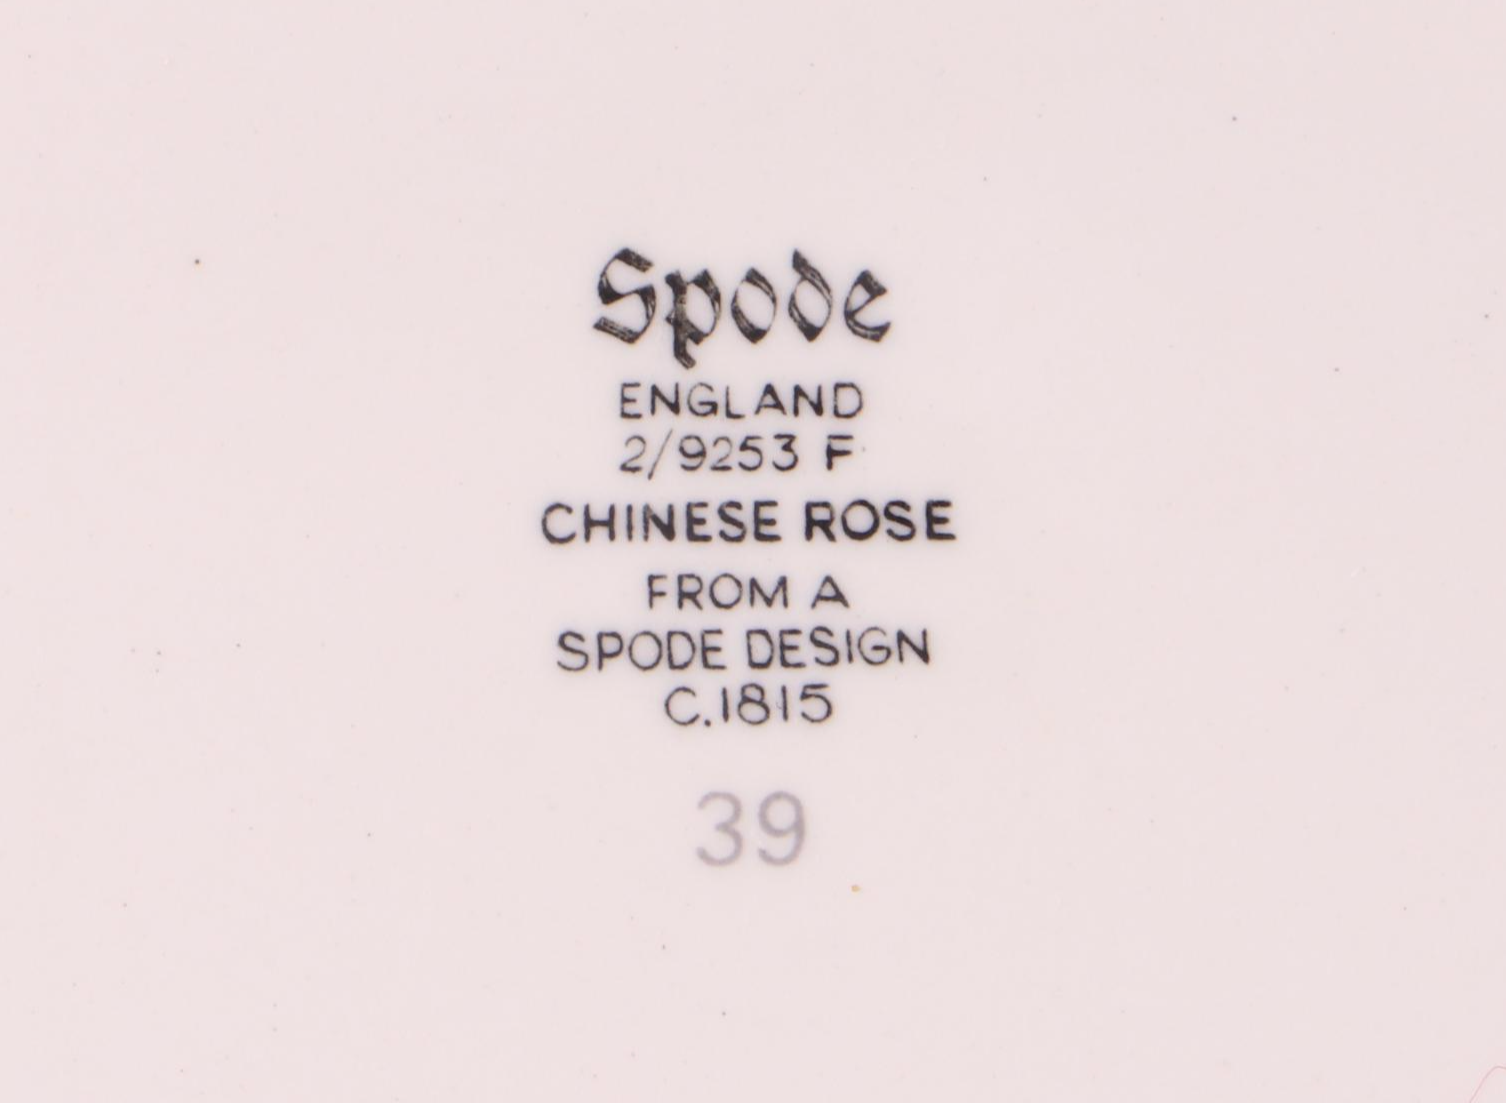 Spode
ENGLAND
2/9253 F
CHINESE ROSE
FROM A
SPODE DESIGN
C.1815
39